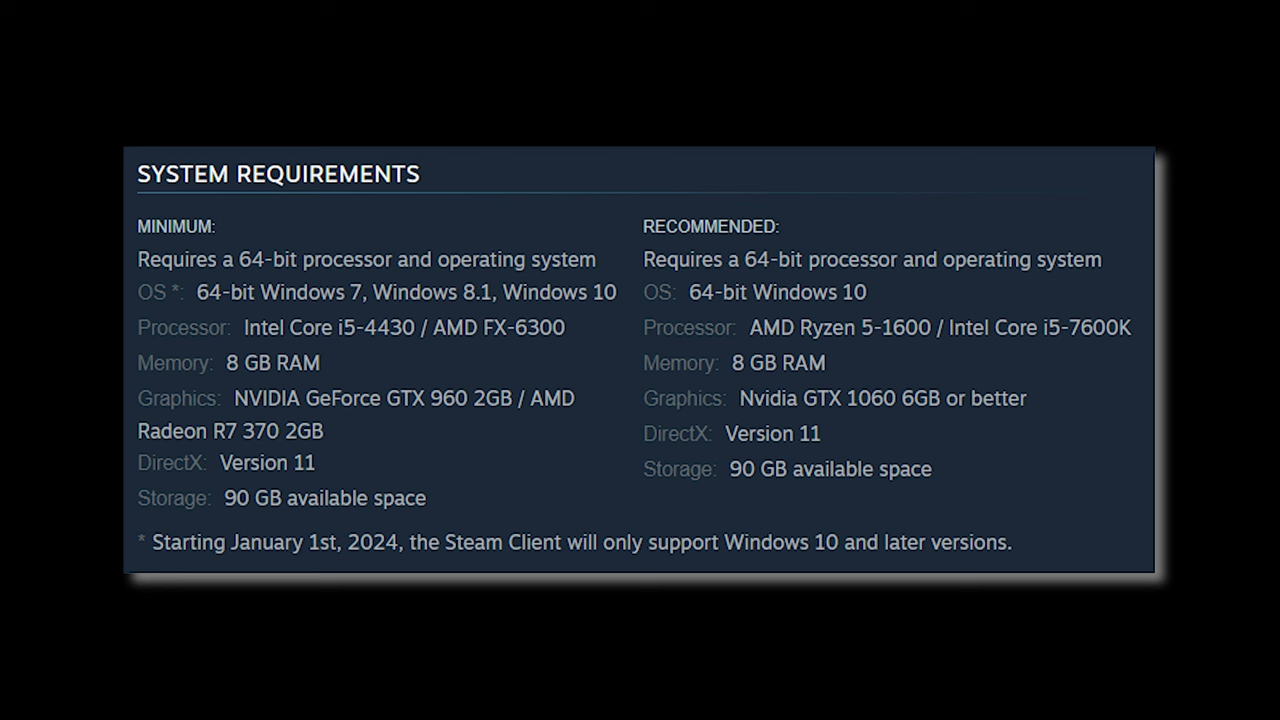 SYSTEM REQUIREMENTS
MINIMUM:
Requires a 64-bit processor and operating system
OS *: 64-bit Windows 7, Windows 8.1, Windows 10
Processor: Intel Core i5-4430 / AMD FX-6300
Memory: 8 GB RAM
Graphics: NVIDIA GeForce GTX 960 2GB / AMD
Radeon R7 370 2GB
DirectX: Version 11
Storage: 90 GB available space
RECOMMENDED:
Requires a 64-bit processor and operating system
OS: 64-bit Windows 10
Processor: AMD Ryzen 5-1600 / Intel Core i5-7600K
Memory: 8 GB RAM
Graphics: Nvidia GTX 1060 6GB or better
DirectX: Version 11
Storage: 90 GB available space
* Starting January 1st, 2024, the Steam Client will only support Windows 10 and later versions.